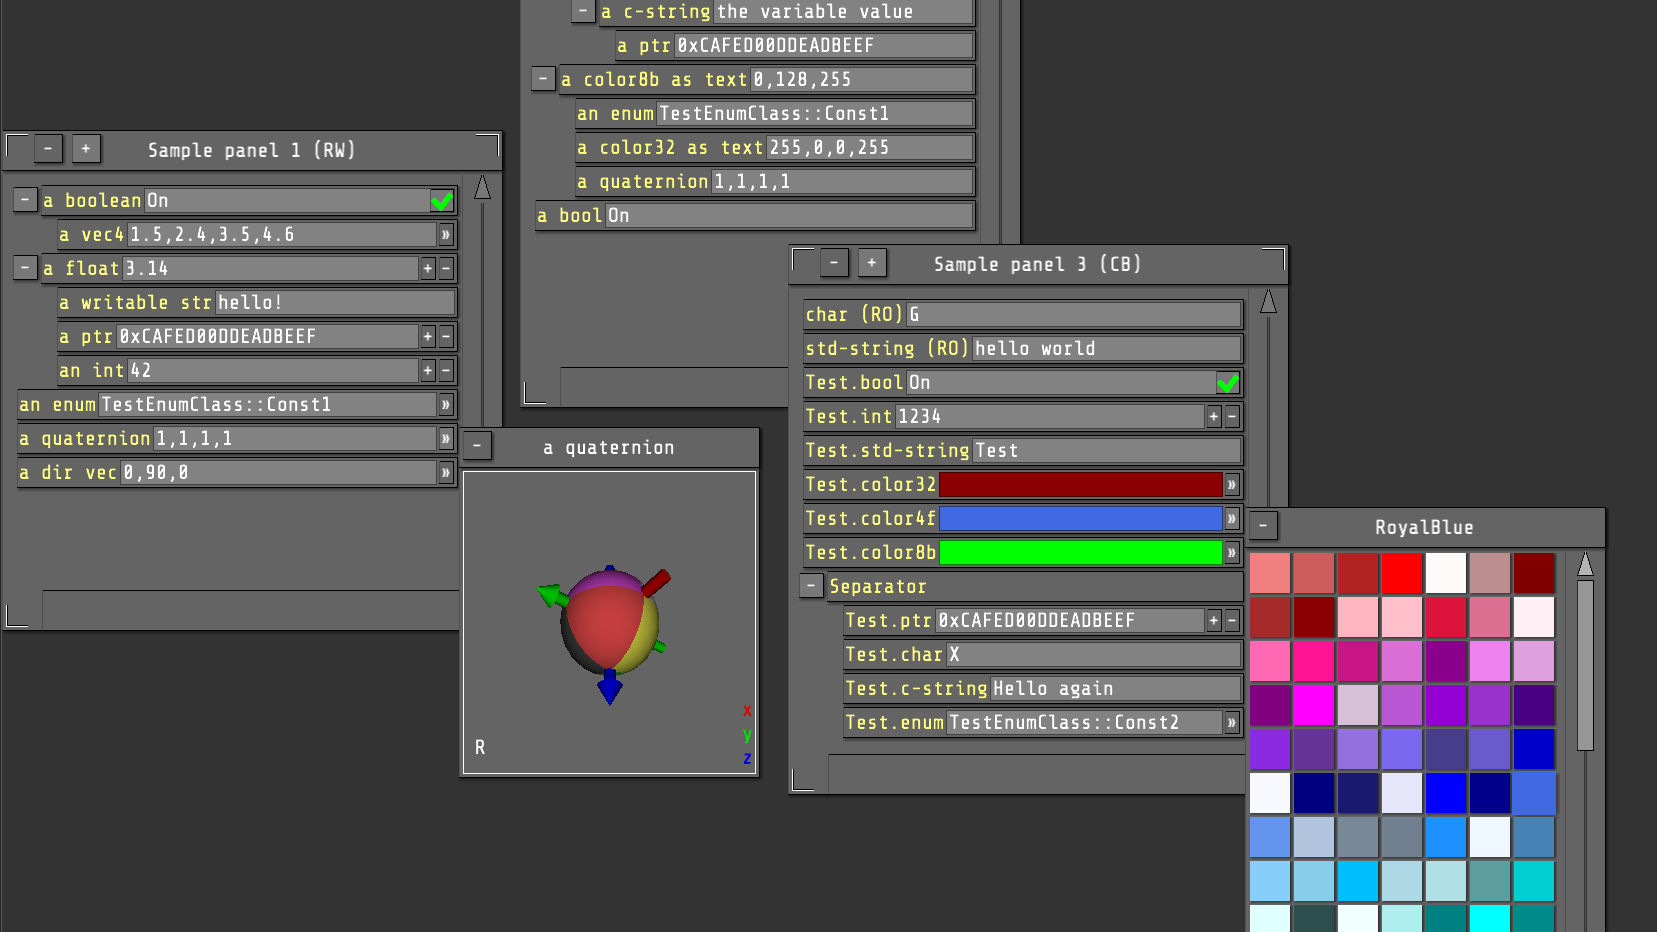 - a c-string the variable value
a ptr 0xCAFED00DDEADBEEF
- a color8b as text 0,128,255
an enum TestEnumClass::Const1
a color32 as text 255,0,0,255
a quaternion 1,1,1,1
a bool On
- + Sample panel 1 (RW)
- a boolean On
a vec4 1.5,2.4,3.5,4.6 »
- a float 3.14 + -
a writable str hello!
a ptr 0xCAFED00DDEADBEEF + -
an int 42 + -
an enum TestEnumClass::Const1 »
a quaternion 1,1,1,1 »
a dir vec 0,90,0 »
- a quaternion
x
y
z
R
- + Sample panel 3 (CB)
char (RO) G
std-string (RO) hello world
Test.bool On
Test.int 1234 + -
Test.std-string Test
Test.color32 »
Test.color4f »
Test.color8b »
- Separator
Test.ptr 0xCAFED00DDEADBEEF + -
Test.char X
Test.c-string Hello again
Test.enum TestEnumClass::Const2 »
- RoyalBlue